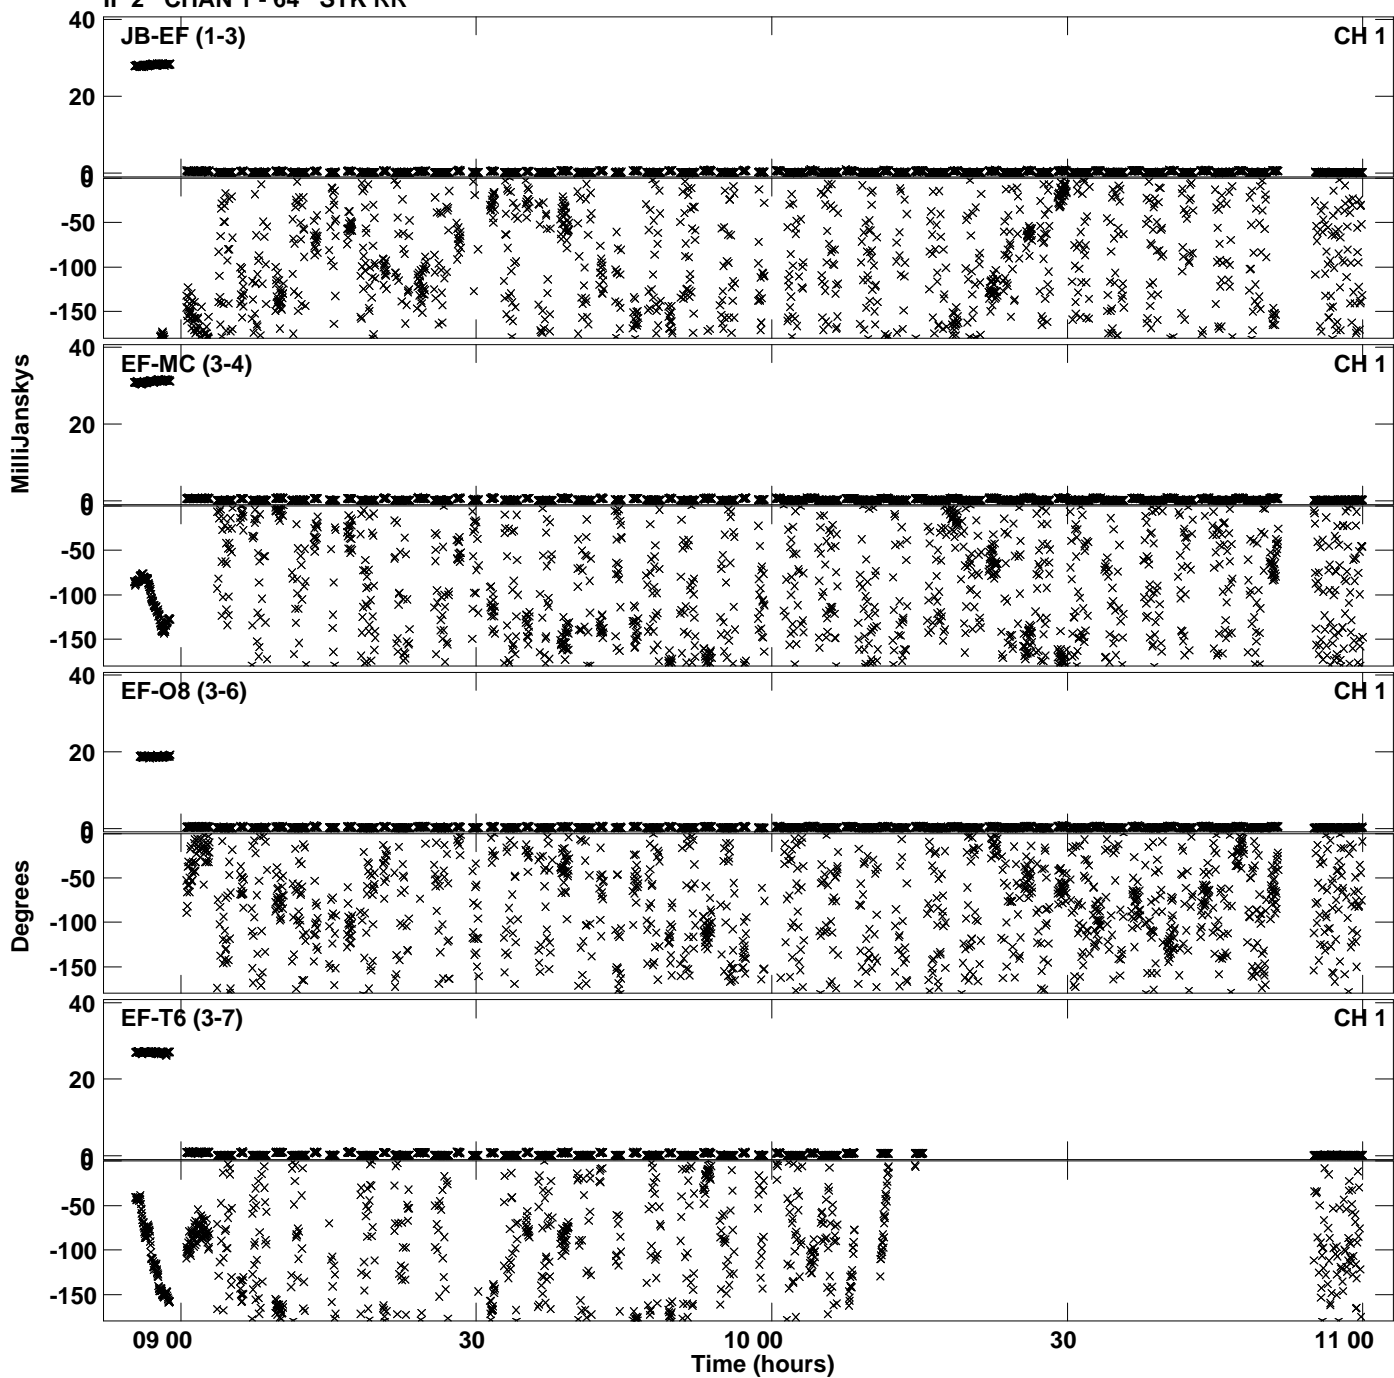 IF 2 CHAN 1 - 64 STK RR
40
JB-EF (1-3)
CH 1
20
0
0
-50
-100
-150
40
EF-MC (3-4)
CH 1
20
0
0
-50
-100
-150
40
EF-O8 (3-6)
CH 1
20
0
0
-50
-100
-150
40
EF-T6 (3-7)
CH 1
20
0
0
-50
-100
-150
MilliJanskys
Degrees
09 00
30
10 00
30
11 00
Time (hours)